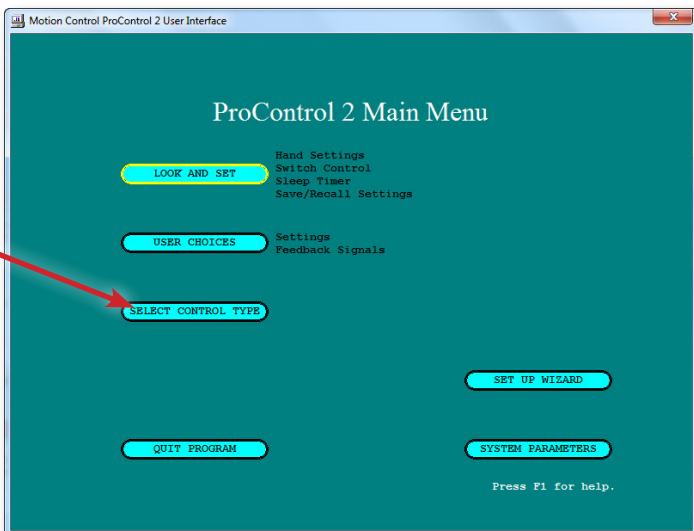 Motion Control ProControl 2 User Interface
ProControl 2 Main Menu
LOOK AND SET
Hand Settings
Switch Control
Sleep Timer
Save/Recall Settings
USER CHOICES
Settings
Feedback Signals
SELECT CONTROL TYPE
SET UP WIZARD
QUIT PROGRAM
SYSTEM PARAMETERS
Press F1 for help.